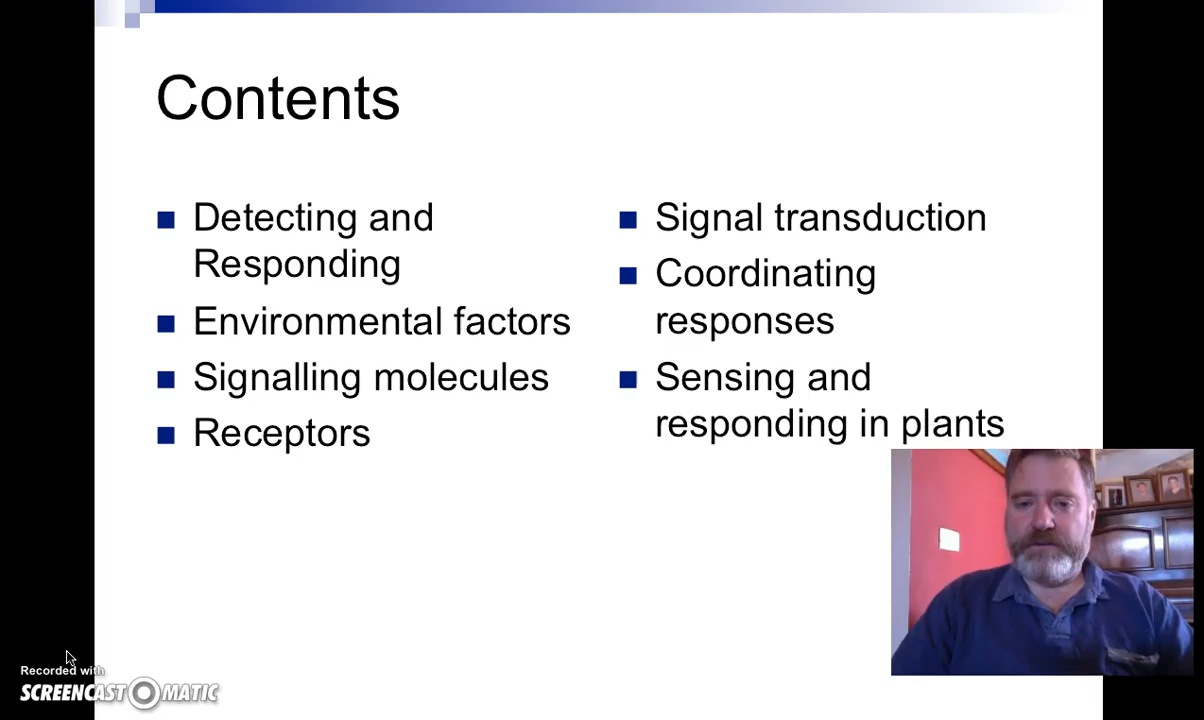 Contents
Detecting and
Responding
Environmental factors
Signalling molecules
Receptors
Signal transduction
Coordinating
responses
Sensing and
responding in plants
Recorded with
SCREENCAST MATIC